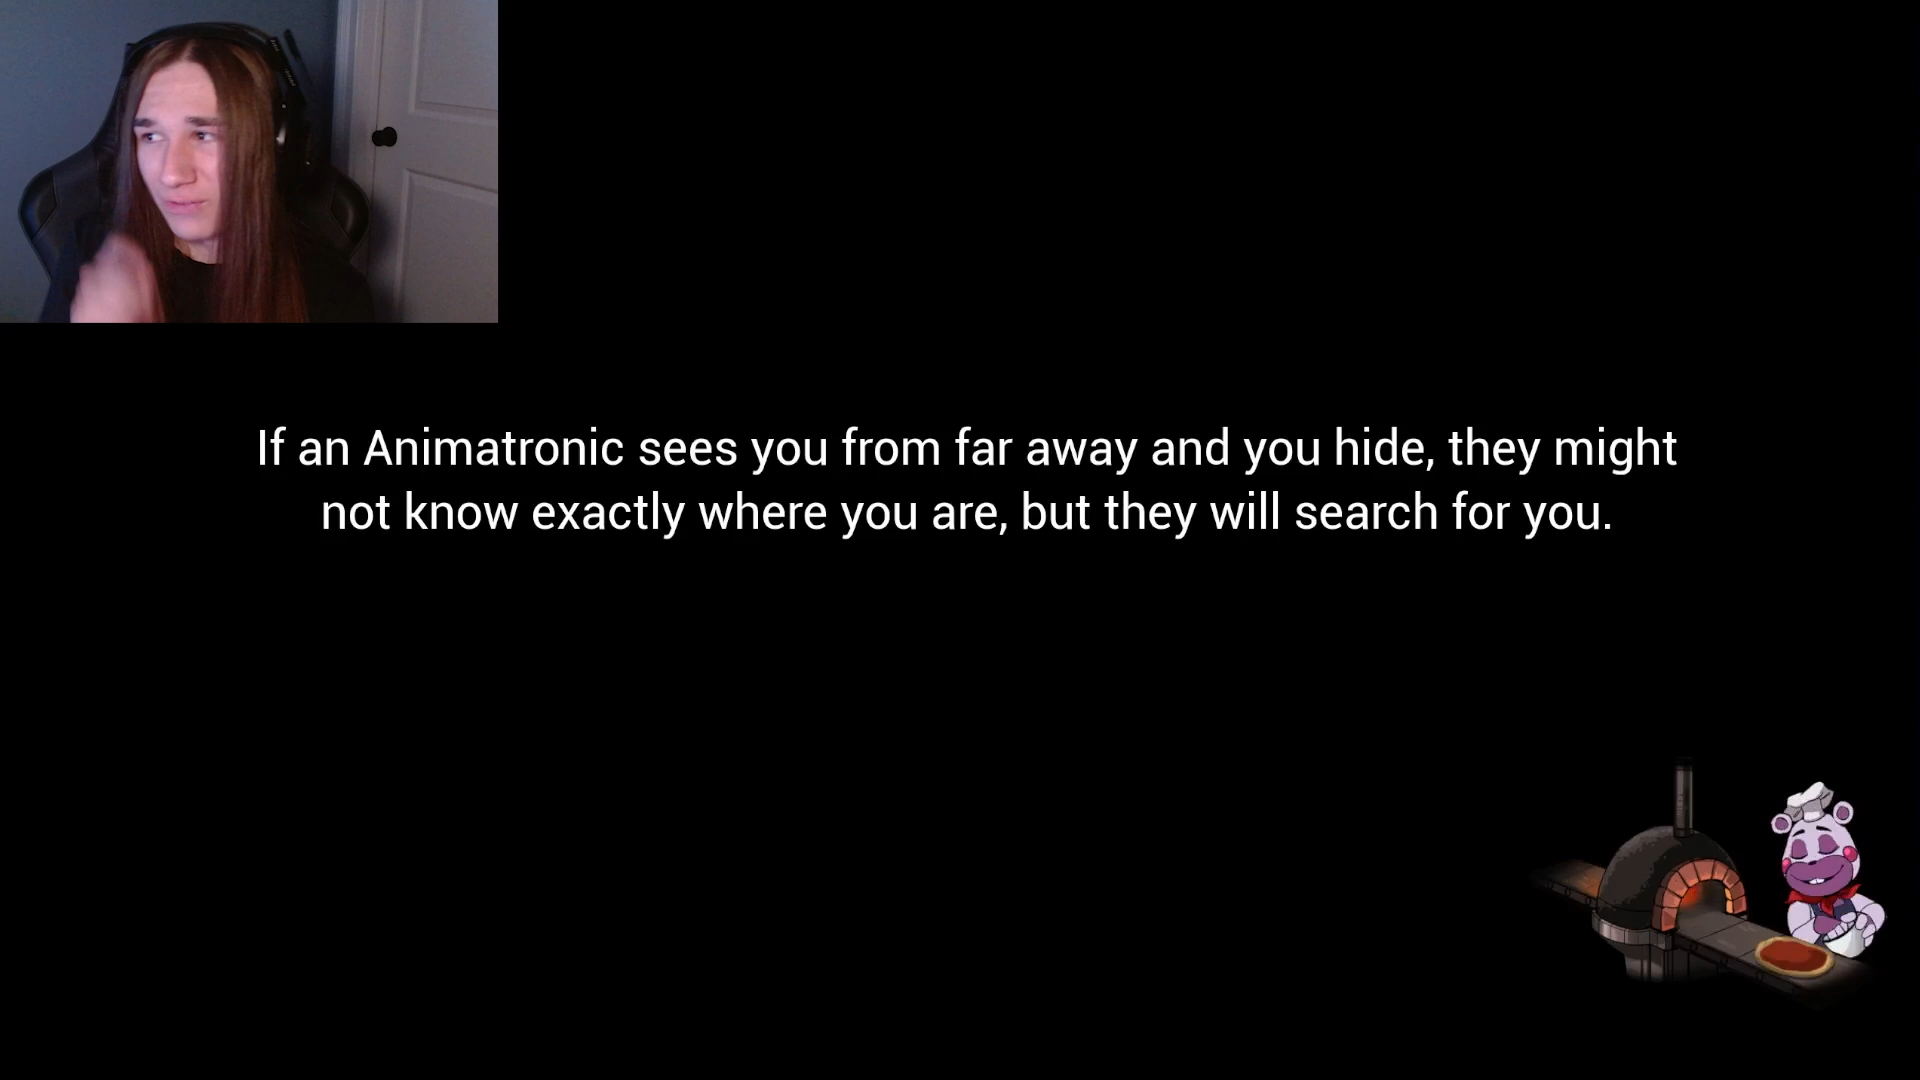 If an Animatronic sees you from far away and you hide, they might
not know exactly where you are, but they will search for you.